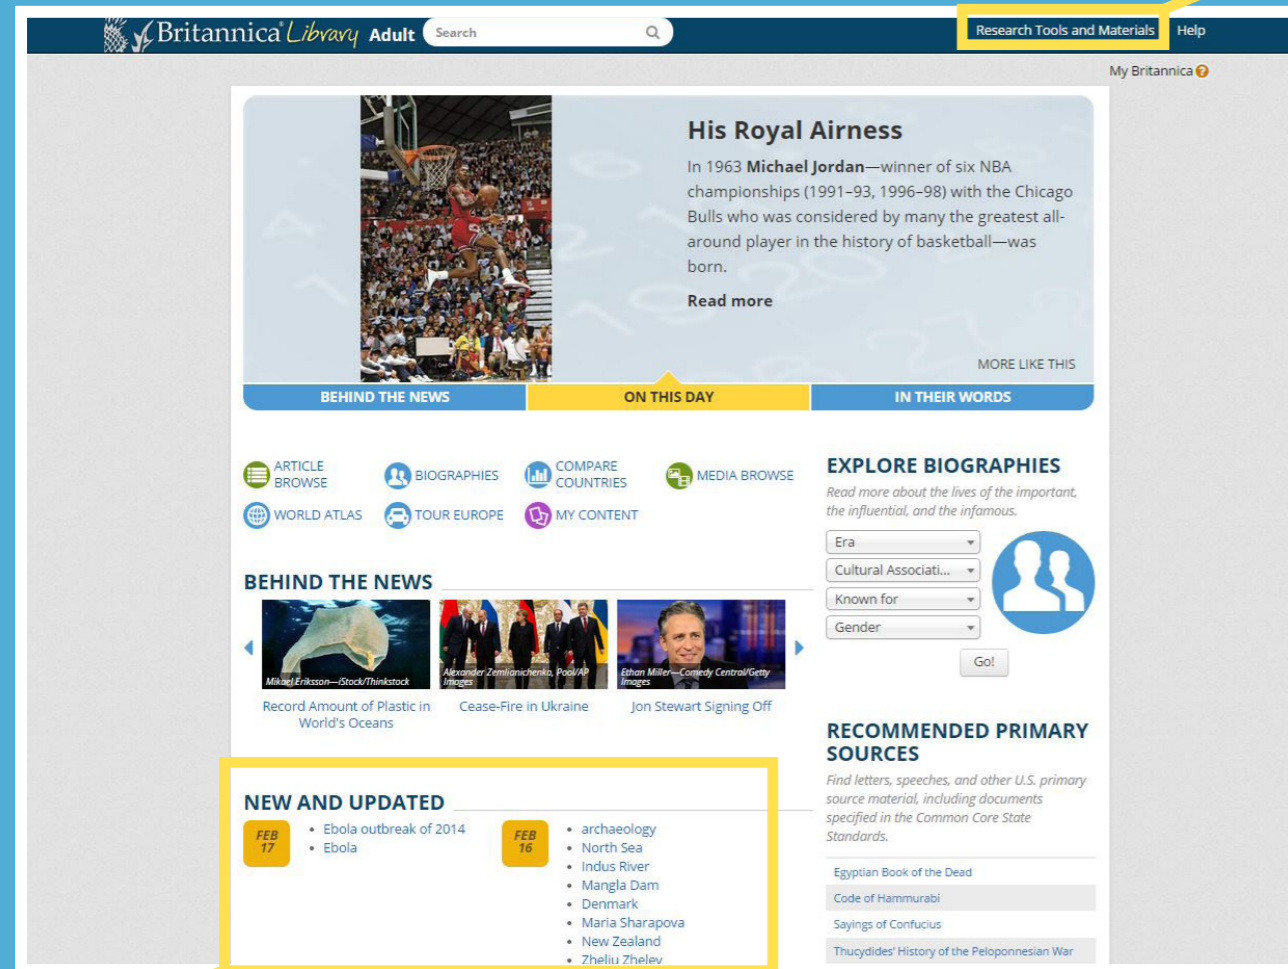 Britannica Library Adult Search Research Tools and Materials Help
My Britannica ?
His Royal Airness
In 1963 Michael Jordan—winner of six NBA
championships (1991–93, 1996–98) with the Chicago
Bulls who was considered by many the greatest all-
around player in the history of basketball—was
born.
Read more
MORE LIKE THIS
BEHIND THE NEWS
ON THIS DAY
IN THEIR WORDS
ARTICLE
BROWSE
BIOGRAPHIES
COMPARE
COUNTRIES
MEDIA BROWSE
WORLD ATLAS
TOUR EUROPE
MY CONTENT
BEHIND THE NEWS
Mikael Eriksson—iStock/Thinkstock
Record Amount of Plastic in
World's Oceans
Alexander Zemlianichenko, Pool/AP
Images
Cease-Fire in Ukraine
Ethan Miller—Comedy Central/Getty
Images
Jon Stewart Signing Off
NEW AND UPDATED
FEB
17
• Ebola outbreak of 2014
• Ebola
FEB
16
• archaeology
• North Sea
• Indus River
• Mangla Dam
• Denmark
• Maria Sharapova
• New Zealand
• Zheliu Zhelev
EXPLORE BIOGRAPHIES
Read more about the lives of the important,
the influential, and the infamous.
Era
Cultural Associati...
Known for
Gender
Go!
RECOMMENDED PRIMARY
SOURCES
Find letters, speeches, and other U.S. primary
source material, including documents
specified in the Common Core State
Standards.
Egyptian Book of the Dead
Code of Hammurabi
Sayings of Confucius
Thucydides' History of the Peloponnesian War